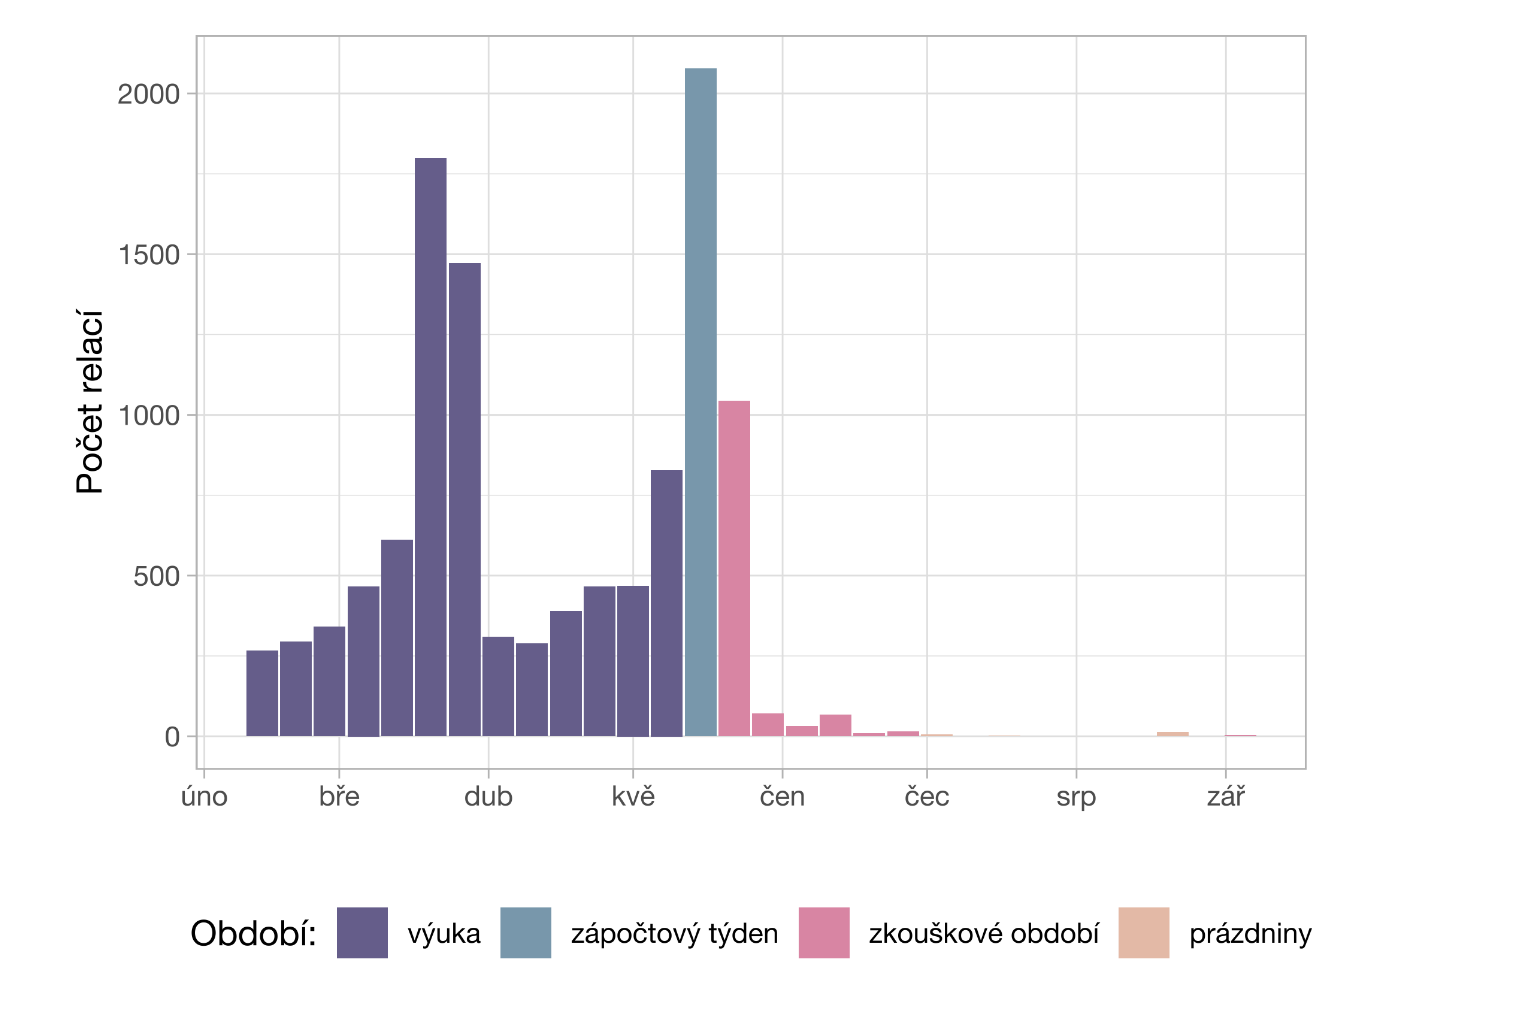 Počet relací
2000
1500
1000
500
0
úno bře dub kvě čen čec srp zář
Období: výuka zápočtový týden zkouškové období prázdniny